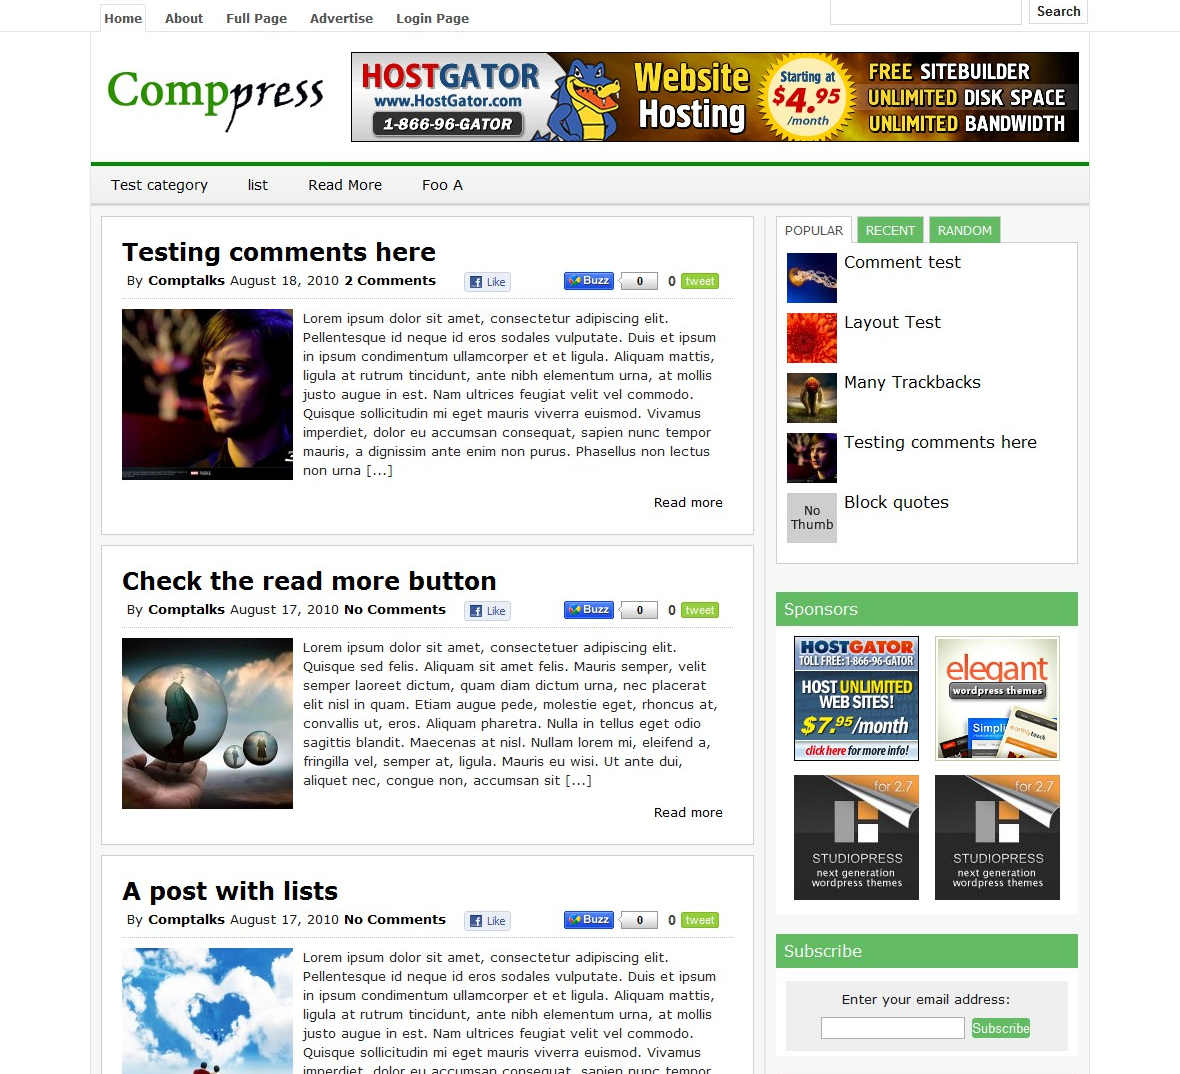 Home About Full Page Advertise Login Page Search
Comppress
HOSTGATOR
www.HostGator.com
1-866-96-GATOR
Website
Hosting
Starting at
$4.95
/month
FREE SITEBUILDER
UNLIMITED DISK SPACE
UNLIMITED BANDWIDTH
Test category list Read More Foo A
Testing comments here
By Comptalks August 18, 2010 2 Comments Like Buzz 0 0 tweet
Lorem ipsum dolor sit amet, consectetur adipiscing elit.
Pellentesque id neque id eros sodales vulputate. Duis et ipsum
in ipsum condimentum ullamcorper et et ligula. Aliquam mattis,
ligula at rutrum tincidunt, ante nibh elementum urna, at mollis
justo augue in est. Nam ultrices feugiat velit vel commodo.
Quisque sollicitudin mi eget mauris viverra euismod. Vivamus
imperdiet, dolor eu accumsan consequat, sapien nunc tempor
mauris, a dignissim ante enim non purus. Phasellus non lectus
non urna [...]
Read more
Check the read more button
By Comptalks August 17, 2010 No Comments Like Buzz 0 0 tweet
Lorem ipsum dolor sit amet, consectetuer adipiscing elit.
Quisque sed felis. Aliquam sit amet felis. Mauris semper, velit
semper laoreet dictum, quam diam dictum urna, nec placerat
elit nisl in quam. Etiam augue pede, molestie eget, rhoncus at,
convallis ut, eros. Aliquam pharetra. Nulla in tellus eget odio
sagittis blandit. Maecenas at nisl. Nullam lorem mi, eleifend a,
fringilla vel, semper at, ligula. Mauris eu wisi. Ut ante dui,
aliquet nec, congue non, accumsan sit [...]
Read more
A post with lists
By Comptalks August 17, 2010 No Comments Like Buzz 0 0 tweet
Lorem ipsum dolor sit amet, consectetur adipiscing elit.
Pellentesque id neque id eros sodales vulputate. Duis et ipsum
in ipsum condimentum ullamcorper et et ligula. Aliquam mattis,
ligula at rutrum tincidunt, ante nibh elementum urna, at mollis
justo augue in est. Nam ultrices feugiat velit vel commodo.
Quisque sollicitudin mi eget mauris viverra euismod. Vivamus
imperdiet, dolor eu accumsan consequat, sapien nunc tempor
POPULAR RECENT RANDOM
Comment test
Layout Test
Many Trackbacks
Testing comments here
No
Thumb
Block quotes
Sponsors
HOSTGATOR
TOLL FREE: 1-866-96-GATOR
HOST UNLIMITED
WEB SITES!
$7.95/month
click here for more info!
elegant
wordpress themes
Simpli
earthlytouch
for 2.7
STUDIOPRESS
next generation
wordpress themes
for 2.7
STUDIOPRESS
next generation
wordpress themes
Subscribe
Enter your email address:
Subscribe